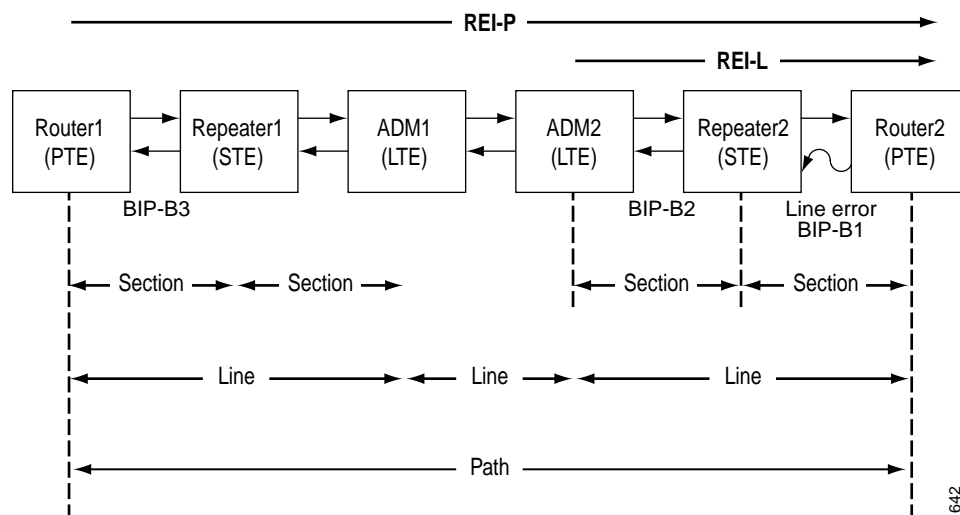 REI-P
REI-L
Router1
(PTE)
Repeater1
(STE)
ADM1
(LTE)
ADM2
(LTE)
Repeater2
(STE)
Router2
(PTE)
BIP-B3
BIP-B2
Line error
BIP-B1
Section
Section
Section
Section
Line
Line
Line
Path
642